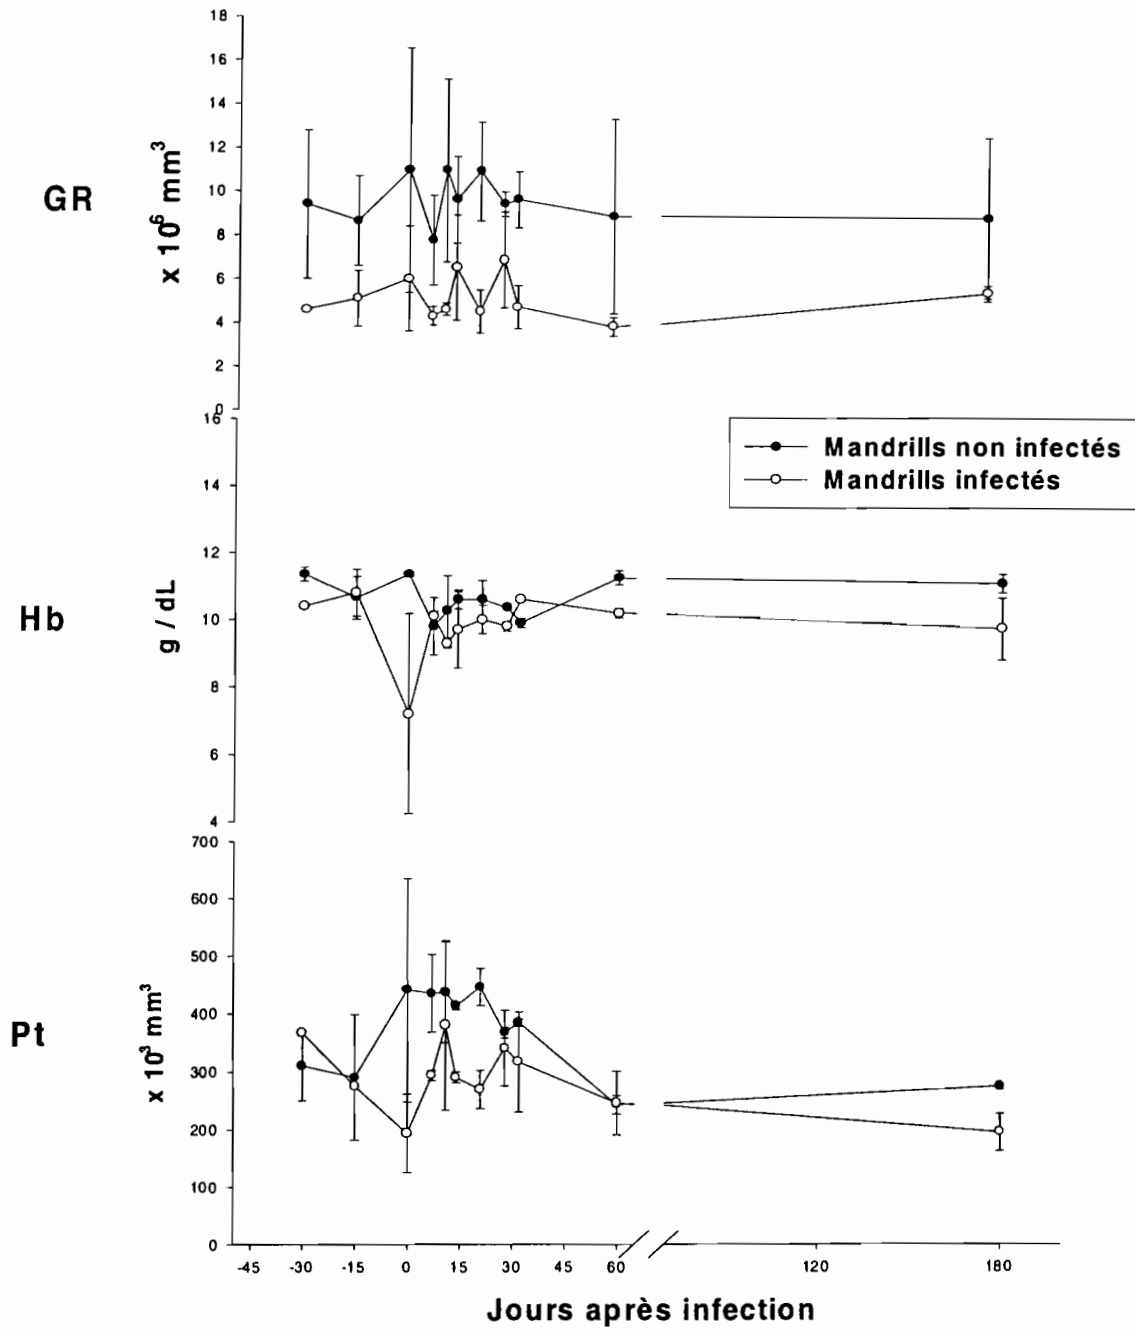 18
16
14
12
10
8
6
4
2
0
GR
x 10⁶ mm³
16
14
12
10
8
6
4
Hb
g / dL
Mandrills non infectés
Mandrills infectés
700
600
500
400
300
200
100
0
Pt
x 10³ mm³
-45 -30 -15 0 15 30 45 60 120 180
Jours après infection